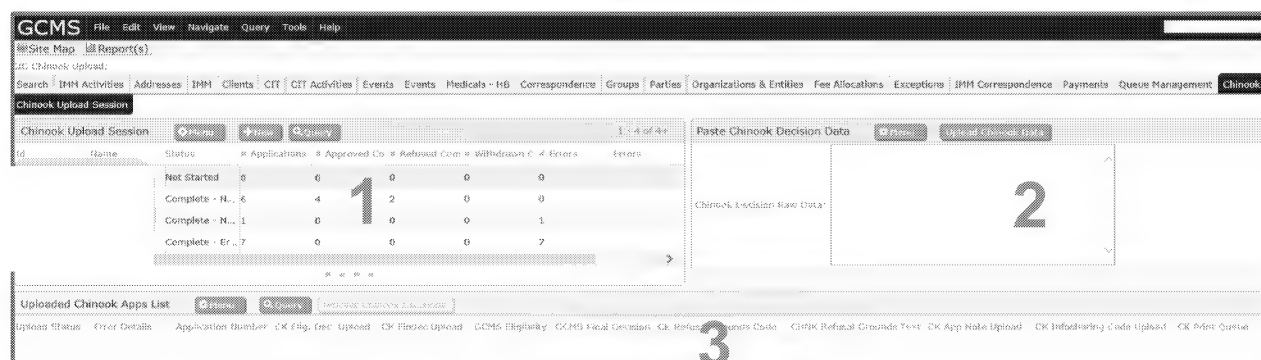 GCMS File Edit View Navigate Query Tools Help
Site Map Report(s)
Chinook Upload:
Search IMM Activities Addresses IMM Clients CIT CIT Activities Events Events Medicals - HB Correspondence Groups Parties Organizations & Entities Fee Allocations Exceptions IMM Correspondence Payments Queue Management Chinook
Chinook Upload Session
Chinook Upload Session Menu New Query 1 - 4 of 4+ Paste Chinook Decision Data Menu Upload Chinook Data
Id Name Status # Applications # Approved Co # Refused Com # Withdrawn C # Errors Errors
Not Started 0 0 0 0 0
Complete - N... 6 4 2 0 0
Complete - N... 1 0 0 0 1
Complete - Er... 7 0 0 0 7
1
Chinook Decision Raw Data:
2
Uploaded Chinook Apps List Menu Query
Upload Status Error Details Application Number CK Elig. Dec. Upload CK FinDec Upload GCMS Eligibility GCMS Final Decision CK Code CHNK Refusal Grounds Text CK App Note Upload CK InfoSharing Code Upload CK Print Queue
3